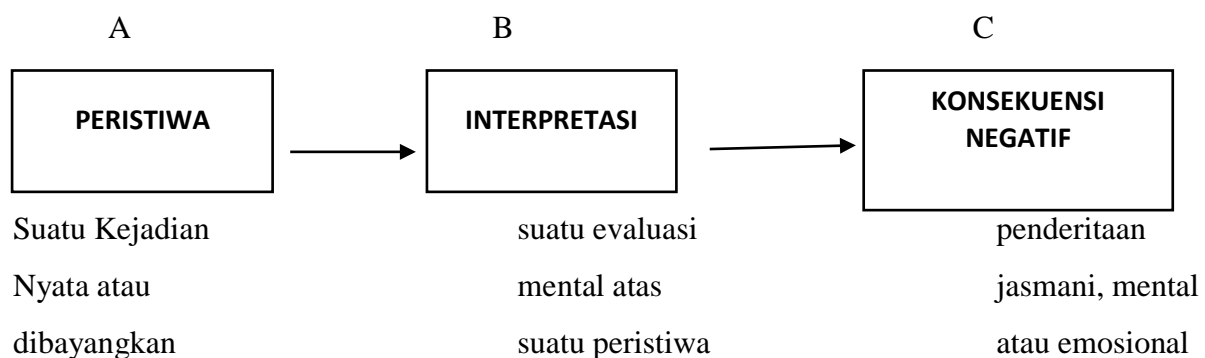 A B C
PERISTIWA
INTERPRETASI
KONSEKUENSI
NEGATIF
Suatu Kejadian suatu evaluasi penderitaan
Nyata atau mental atas jasmani, mental
dibayangkan suatu peristiwa atau emosional